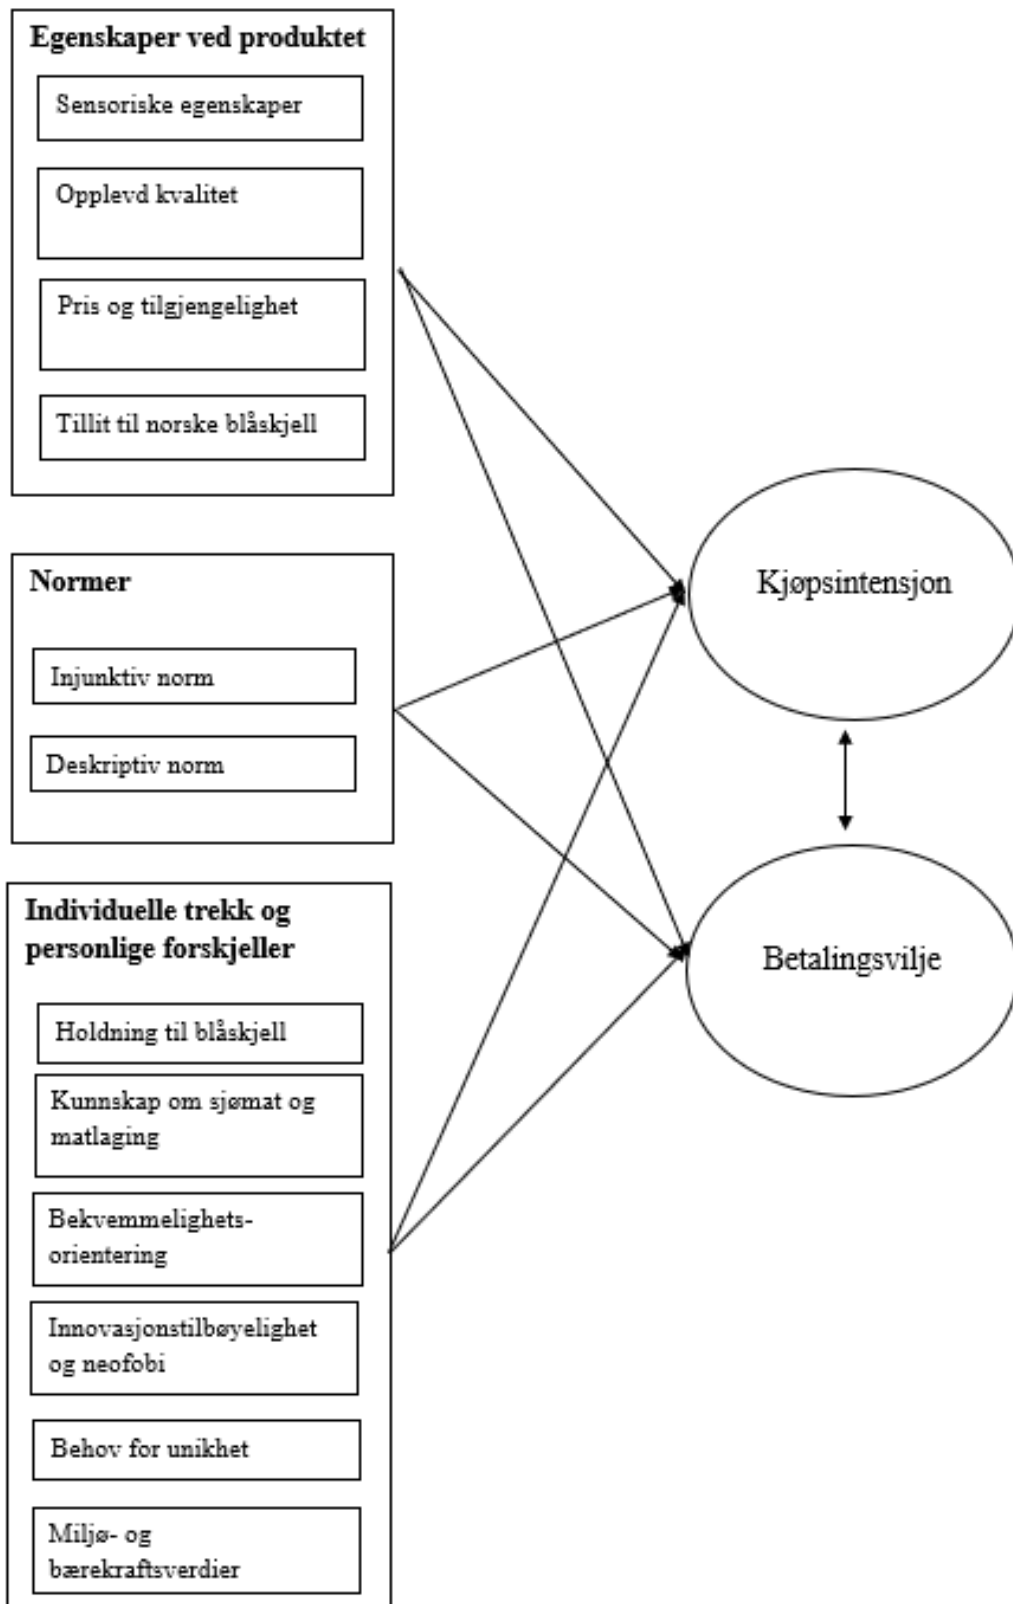 Egenskaper ved produktet
Sensoriske egenskaper
Opplevd kvalitet
Pris og tilgjengelighet
Tillit til norske blåskjell
Normer
Injunktiv norm
Deskriptiv norm
Individuelle trekk og
personlige forskjeller
Holdning til blåskjell
Kunnskap om sjømat og
matlaging
Bekvemmelighets-
orientering
Innovasjonstilbøyelighet
og neofobi
Behov for unikhet
Miljø- og
bærekraftsverdier
Kjøpsintensjon
Betalingsvilje